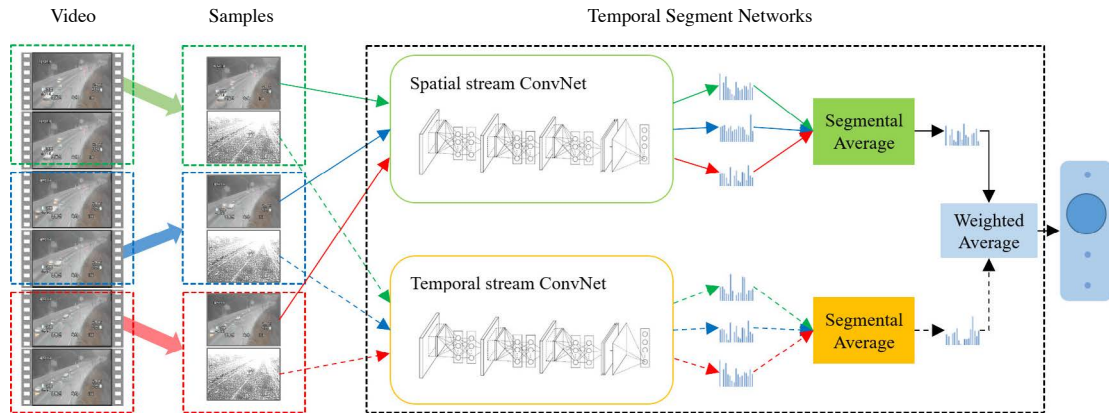 Video
Samples
Temporal Segment Networks
Spatial stream ConvNet
Segmental
Average
Weighted
Average
Temporal stream ConvNet
Segmental
Average